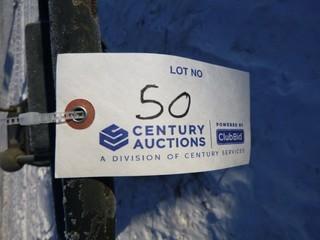 LOT NO
50
CENTURY
AUCTIONS
POWERED BY
ClubBid
A DIVISION OF CENTURY SERVICES